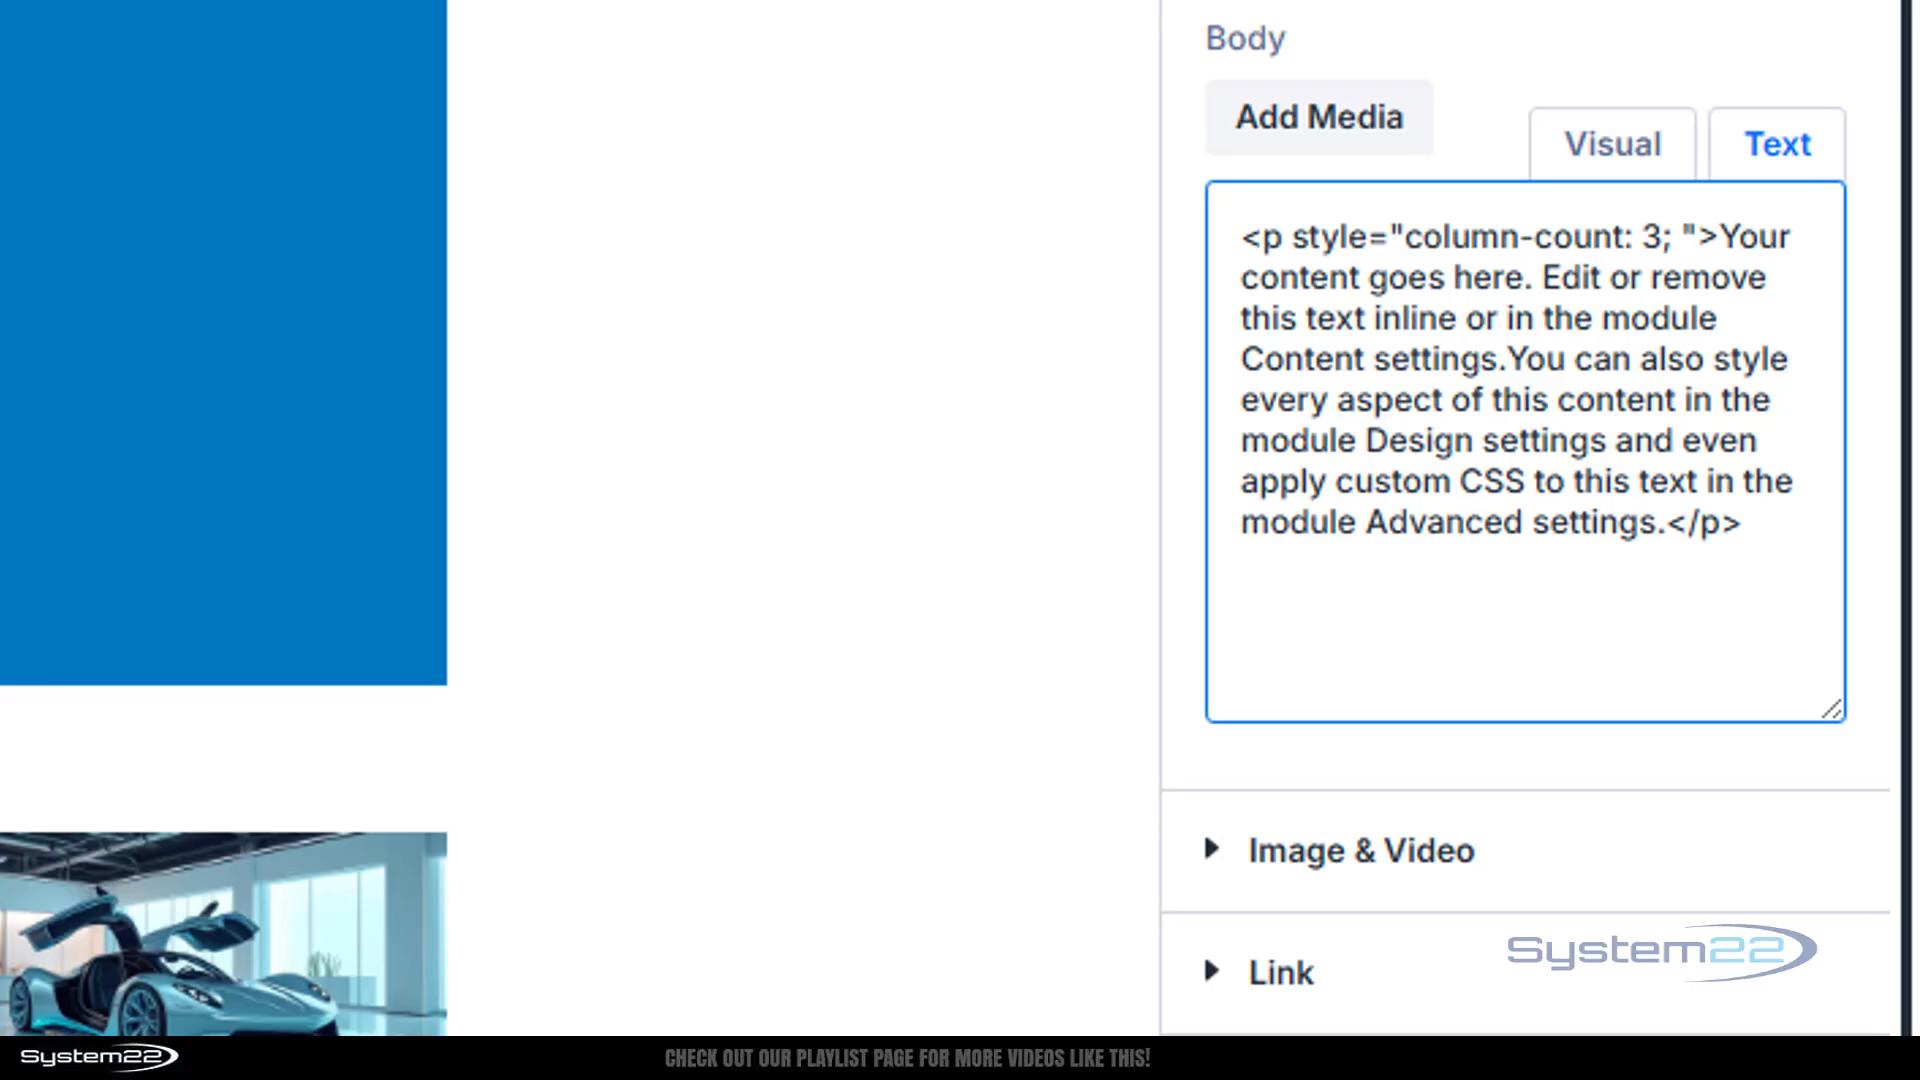 Body
Add Media
Visual
Text
<p style="column-count: 3; ">Your
content goes here. Edit or remove
this text inline or in the module
Content settings.You can also style
every aspect of this content in the
module Design settings and even
apply custom CSS to this text in the
module Advanced settings.</p>
Image & Video
Link
System22
System22
CHECK OUT OUR PLAYLIST PAGE FOR MORE VIDEOS LIKE THIS!